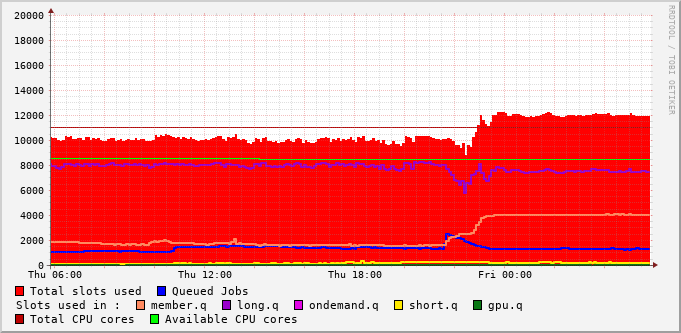 20000
18000
16000
14000
12000
10000
8000
6000
4000
2000
0
Thu 06:00 Thu 12:00 Thu 18:00 Fri 00:00
RRDTOOL / TOBI OETIKER
Total slots used Queued Jobs
Slots used in : member.q long.q ondemand.q short.q gpu.q
Total CPU cores Available CPU cores